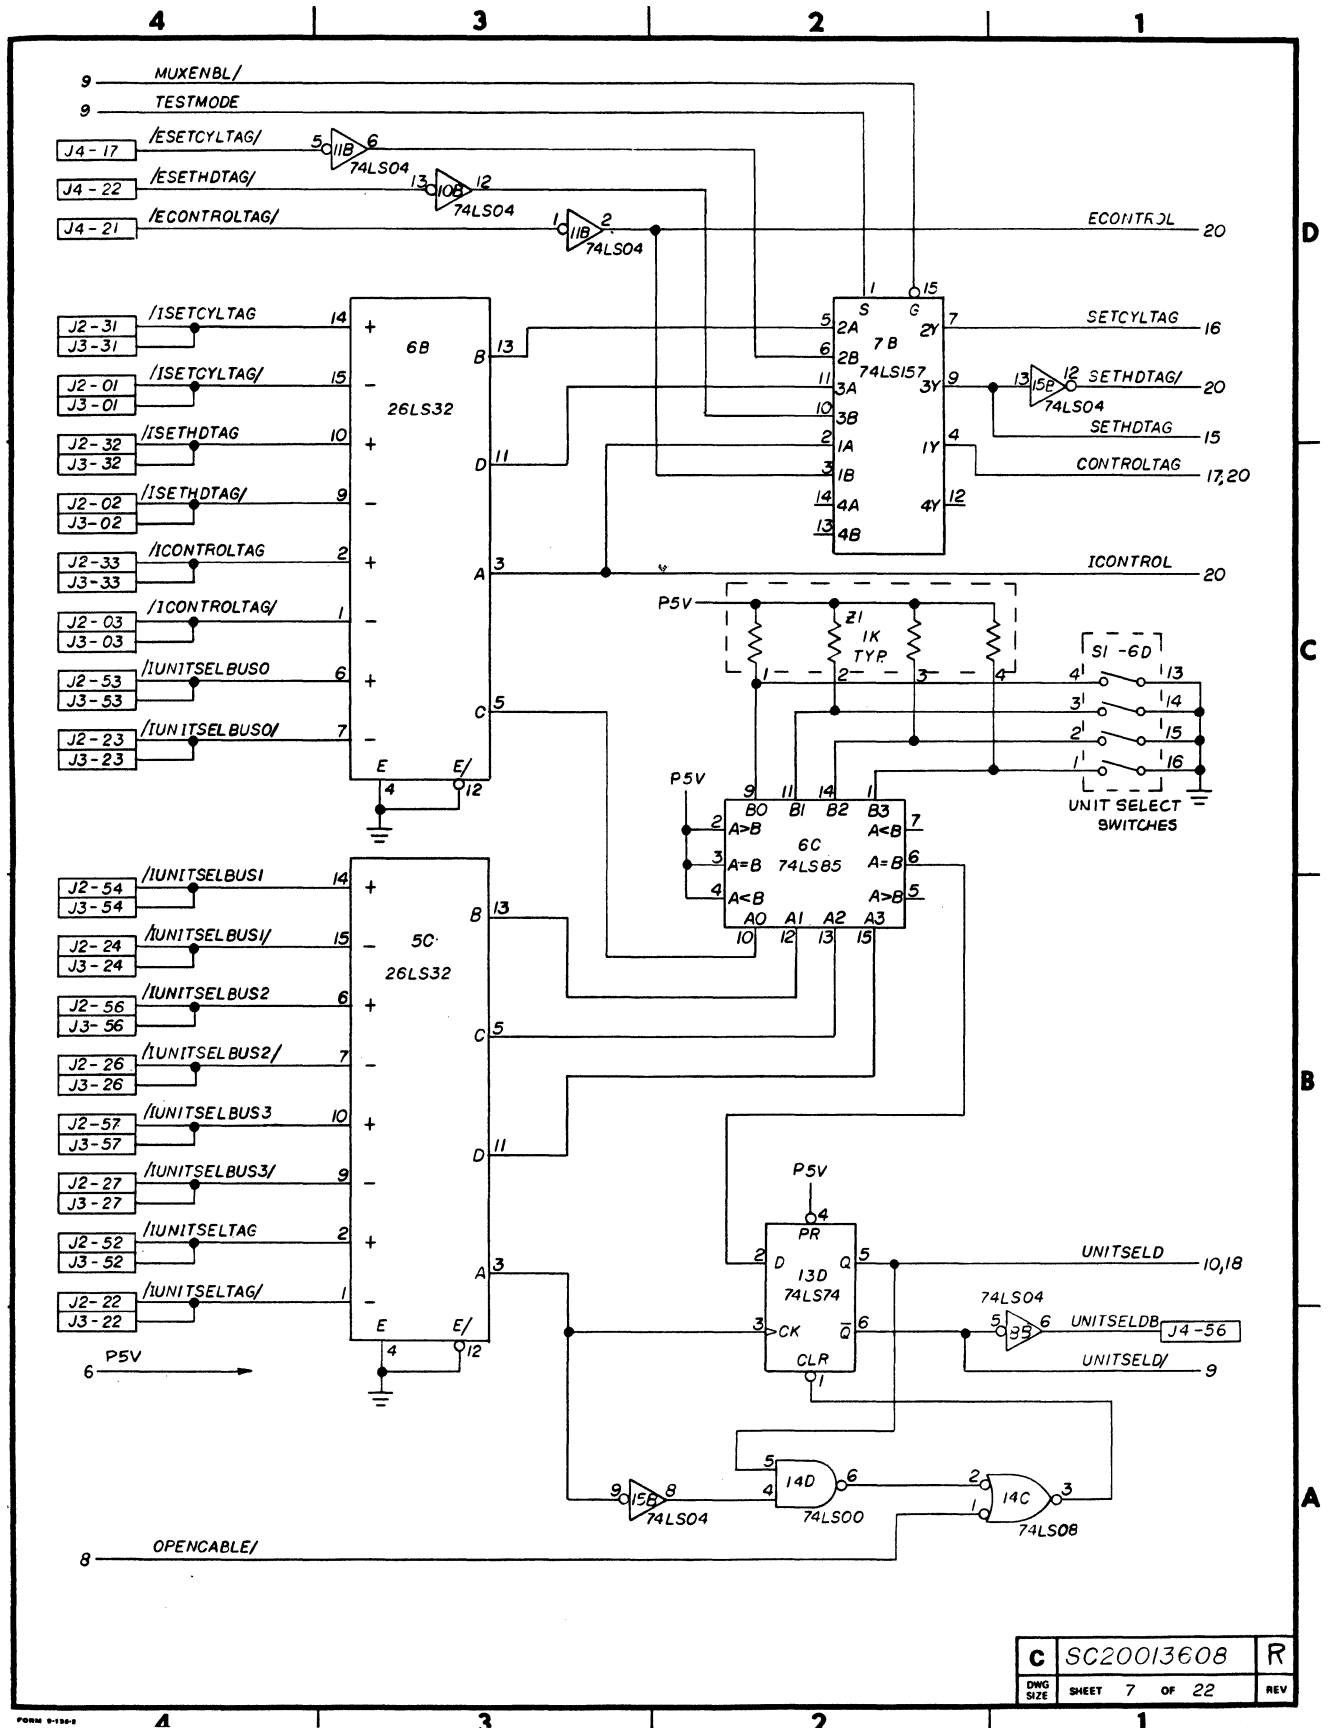 4 3 2 1
9 MUXENBL/
9 TESTMODE
J4-17 /ESETCYLTAG/ 5 11B 6 74LS04
J4-22 /ESETHDTAG/ 13 10B 12 74LS04
J4-21 /ECONTROLTAG/ 1 11B 2 74LS04 ECONTROL 20
D
J2-31 /ISETCYLTAG 14 +
J3-31
J2-01 /ISETCYLTAG/ 15 -
J3-01
J2-32 /ISETHDTAG 10 +
J3-32
J2-02 /ISETHDTAG/ 9 -
J3-02
J2-33 /ICONTROLTAG 2 +
J3-33
J2-03 /ICONTROLTAG/ 1 -
J3-03
J2-53 /IUNITSELBUS0 6 +
J3-53
J2-23 /IUNITSELBUS0/ 7 -
J3-23
6B
26LS32
B 13
D 11
A 3
C 5
E E/
4 12
1 15
S G
5 2A 2Y 7 SETCYLTAG 16
7B
6 2B
74LS157
11 3A 3Y 9 13 15B 12 SETHDTAG/ 20
74LS04
10 3B SETHDTAG 15
2 1A 1Y 4 CONTROLTAG 17,20
3 1B
14 4A 4Y 12
13 4B
ICONTROL 20
P5V
Z1
1K
TYP.
1 2 3 4
C
S1-6D
4 13
3 14
2 15
1 16
UNIT SELECT
SWITCHES
P5V
9 11 14 1
B0 B1 B2 B3
2 A>B A<B 7
6C
3 A=B 74LS85 A=B 6
4 A<B A>B 5
A0 A1 A2 A3
10 12 13 15
J2-54 /IUNITSELBUS1 14 +
J3-54
J2-24 /IUNITSELBUS1/ 15 -
J3-24
J2-56 /IUNITSELBUS2 6 +
J3-56
J2-26 /IUNITSELBUS2/ 7 -
J3-26
J2-57 /IUNITSELBUS3 10 +
J3-57
J2-27 /IUNITSELBUS3/ 9 -
J3-27
J2-52 /IUNITSELTAG 2 +
J3-52
J2-22 /IUNITSELTAG/ 1 -
J3-22
5C
26LS32
B 13
C 5
D 11
A 3
E E/
4 12
B
6 P5V
P5V
4
PR
2 D Q 5 UNITSELD 10,18
13D
74LS74
74LS04
3 CK Q 6 5 8B 6 UNITSELDB J4-56
CLR
1
UNITSELD/ 9
5
4 14D 6
74LS00
9 15B 8
74LS04
2
1 14C 3
74LS08
A
8 OPENCABLE/
C SC20013608 R
DWG SIZE SHEET 7 OF 22 REV
FORM 9-136-2
4 3 2 1